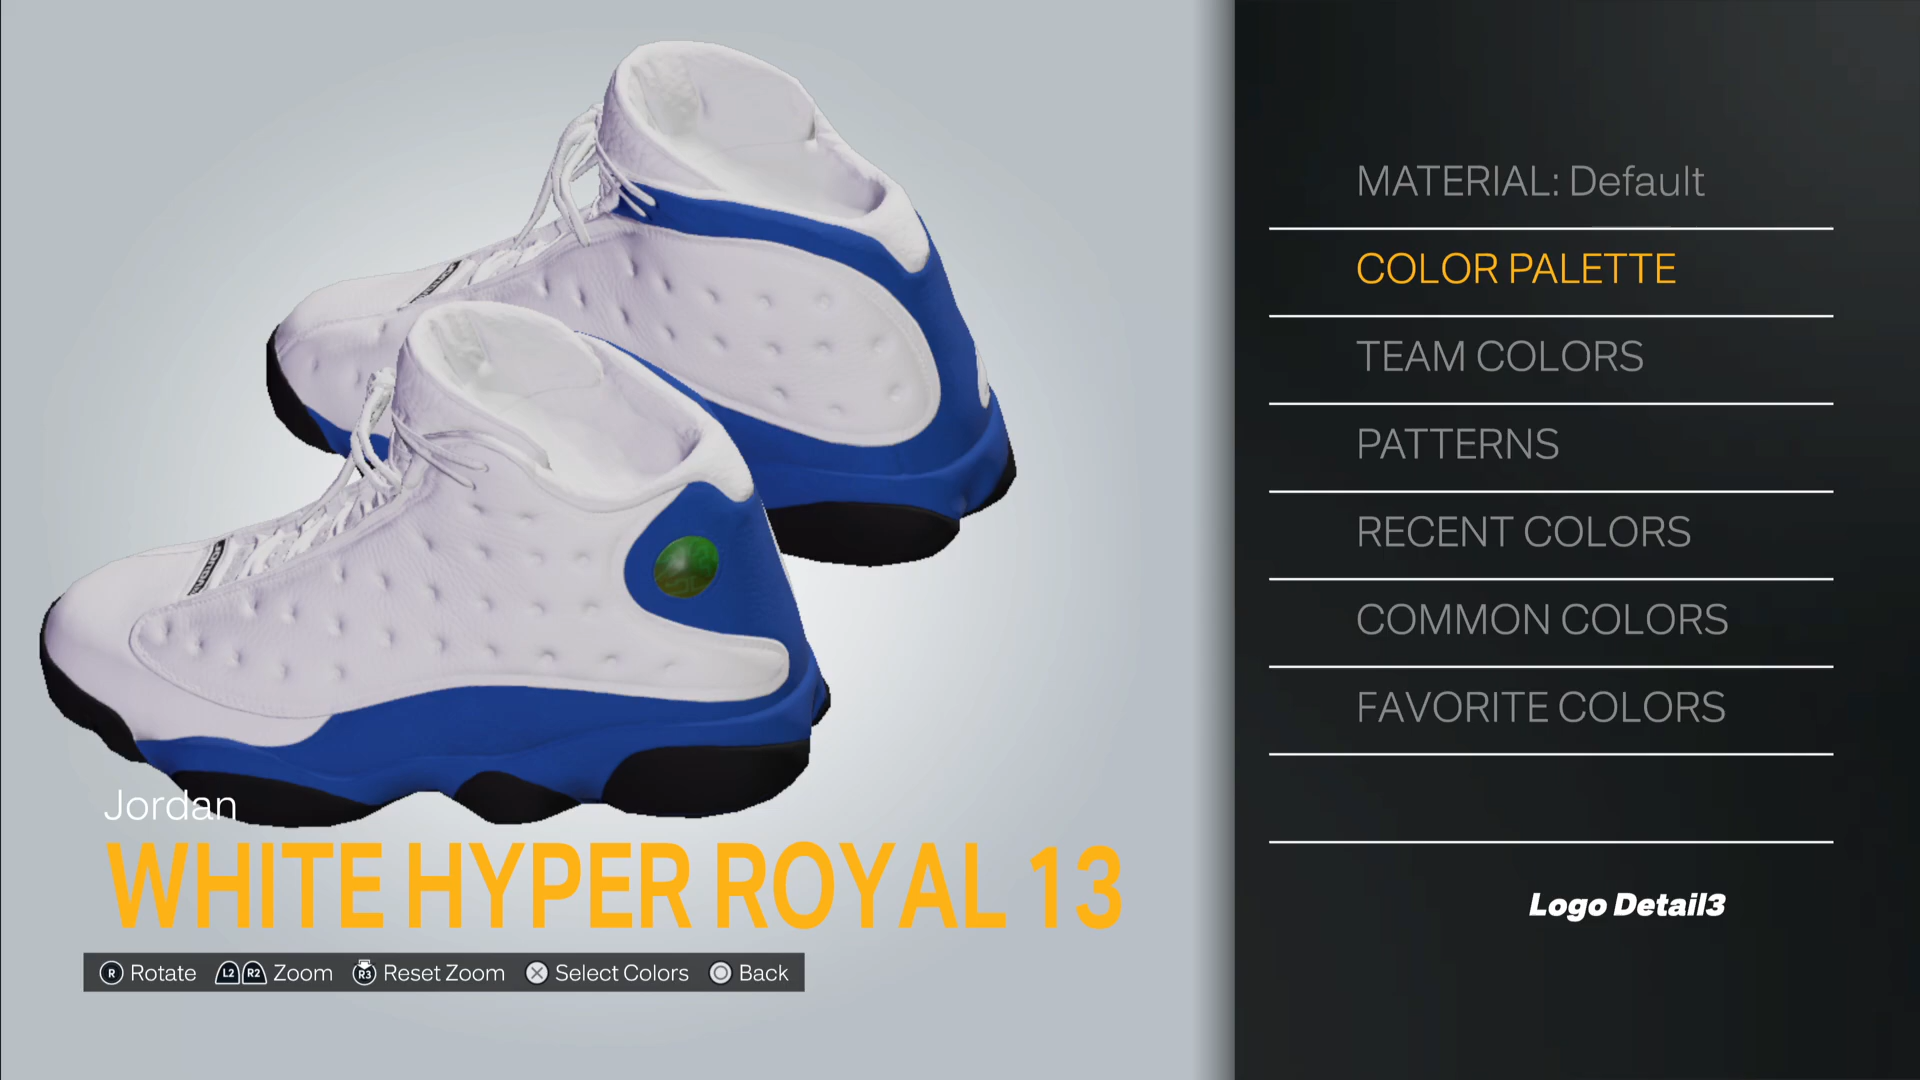 MATERIAL: Default
COLOR PALETTE
TEAM COLORS
PATTERNS
RECENT COLORS
COMMON COLORS
FAVORITE COLORS
Logo Detail3
JORDAN
Jordan
WHITE HYPER ROYAL 13
R Rotate L2 R2 Zoom R3 Reset Zoom Select Colors Back